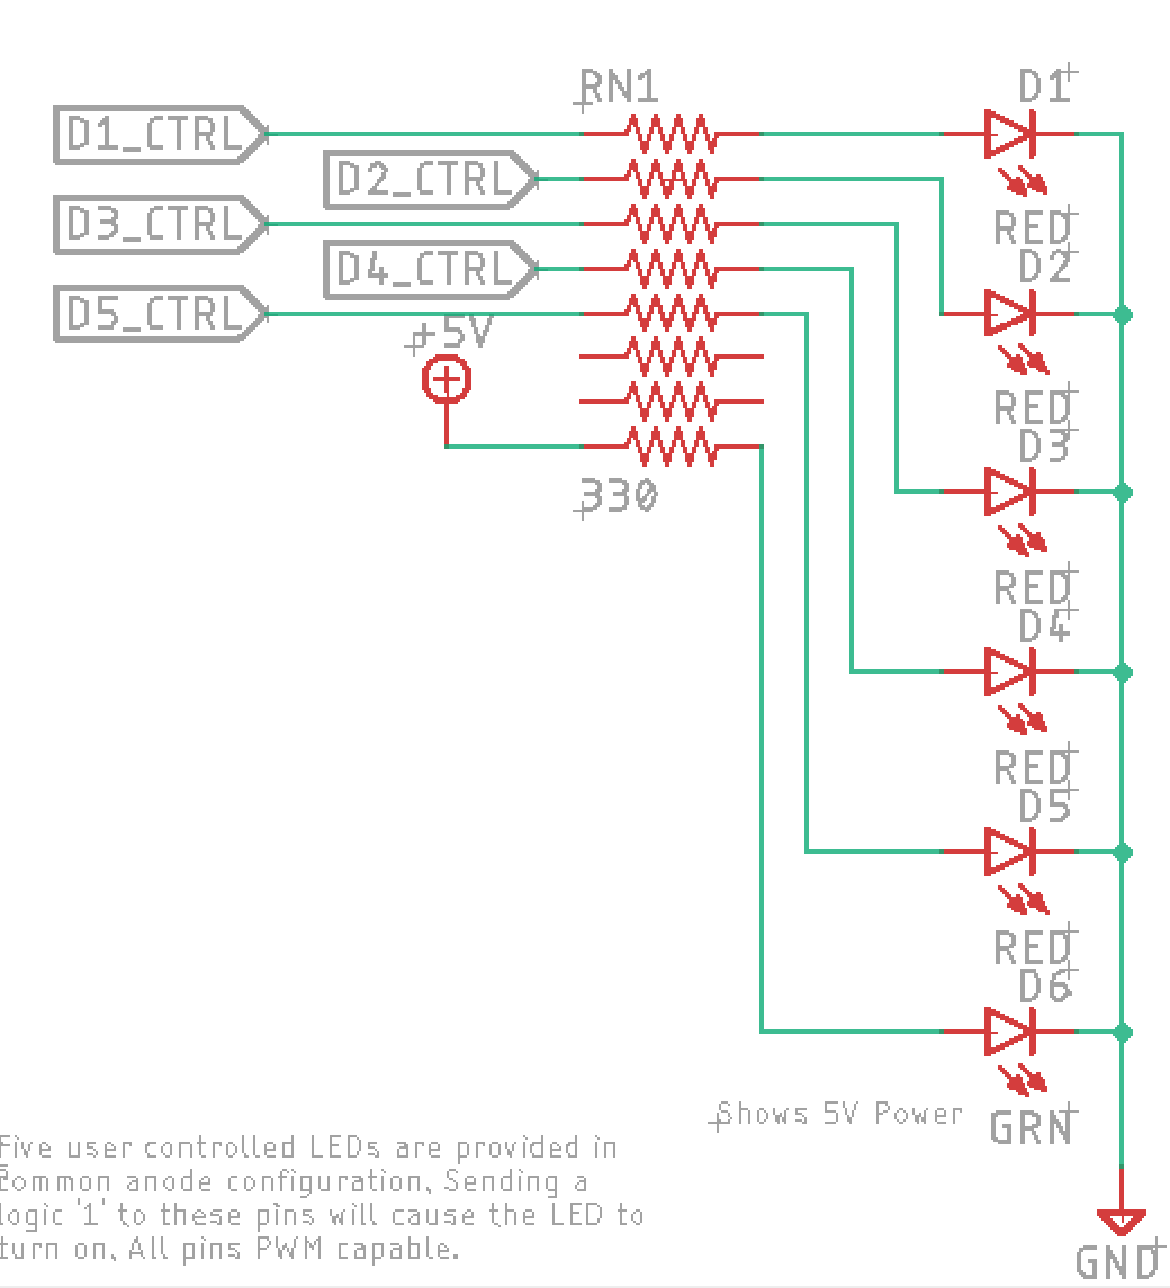 RN1
D1
D1_CTRL
D2_CTRL
D3_CTRL
RED
D2
D4_CTRL
D5_CTRL
+5V
RED
D3
330
RED
D4
RED
D5
RED
D6
Shows 5V Power
GRN
Five user controlled LEDs are provided in
common anode configuration. Sending a
logic '1' to these pins will cause the LED to
turn on. All pins PWM capable.
GND